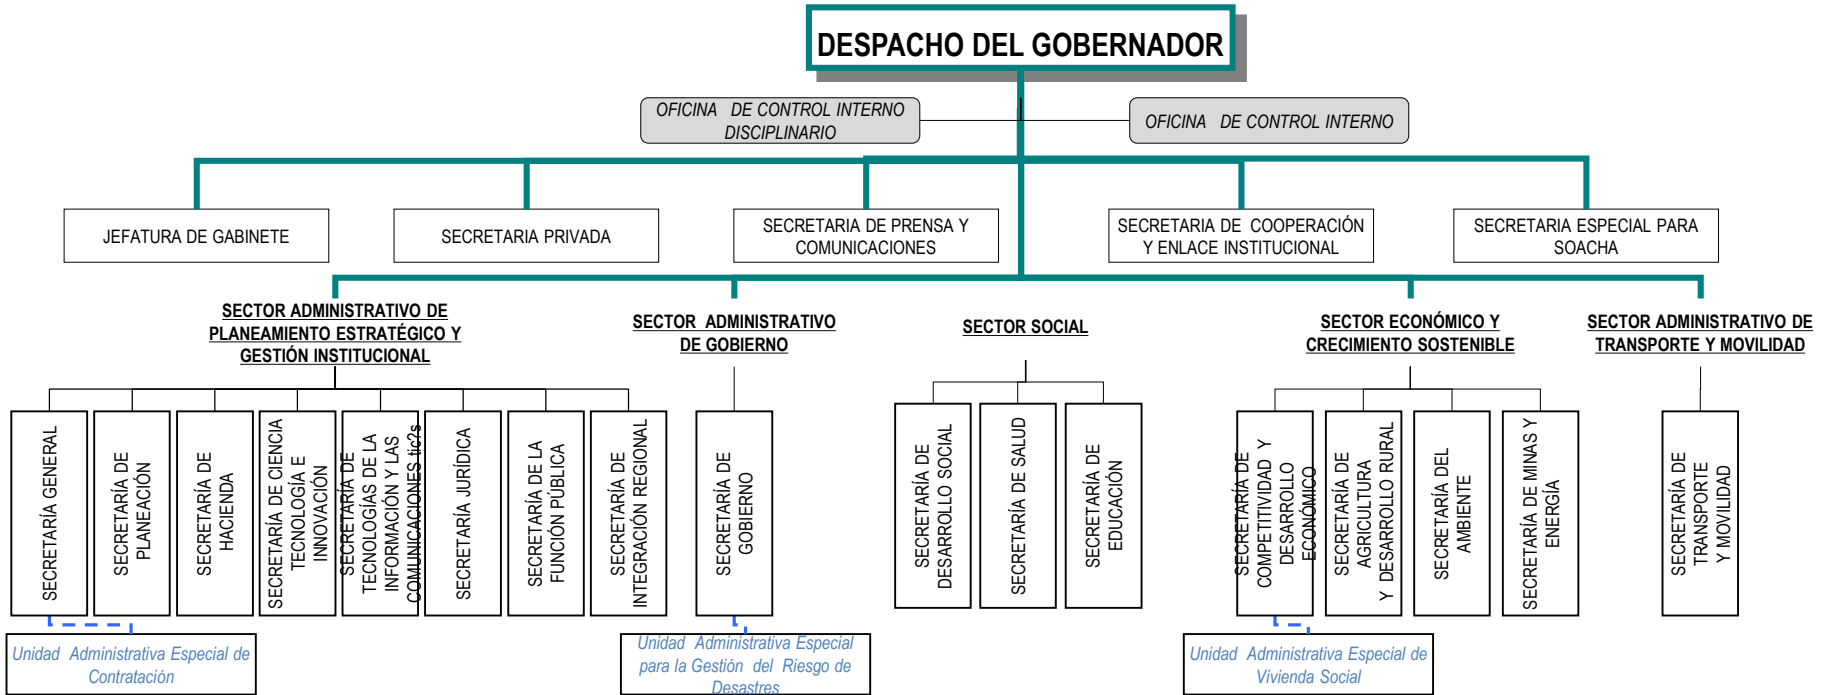 DESPACHO DEL GOBERNADOR
OFICINA DE CONTROL INTERNO
DISCIPLINARIO
OFICINA DE CONTROL INTERNO
JEFATURA DE GABINETE
SECRETARIA PRIVADA
SECRETARIA DE PRENSA Y
COMUNICACIONES
SECRETARIA DE COOPERACIÓN
Y ENLACE INSTITUCIONAL
SECRETARIA ESPECIAL PARA
SOACHA
SECTOR ADMINISTRATIVO DE
PLANEAMIENTO ESTRATÉGICO Y
GESTIÓN INSTITUCIONAL
SECTOR ADMINISTRATIVO
DE GOBIERNO
SECTOR SOCIAL
SECTOR ECONÓMICO Y
CRECIMIENTO SOSTENIBLE
SECTOR ADMINISTRATIVO DE
TRANSPORTE Y MOVILIDAD
SECRETARÍA GENERAL
SECRETARÍA DE
PLANEACIÓN
SECRETARÍA DE
HACIENDA
SECRETARÍA DE CIENCIA
TECNOLOGÍA E
INNOVACIÓN
SECRETARÍA DE
TECNOLOGÍAS DE LA
INFORMACIÓN Y LAS
COMUNICACIONES tic?s
SECRETARIA JURÍDICA
SECRETARÍA DE LA
FUNCIÓN PÚBLICA
SECRETARÍA DE
INTEGRACIÓN REGIONAL
SECRETARÍA DE
GOBIERNO
SECRETARÍA DE
DESARROLLO SOCIAL
SECRETARÍA DE SALUD
SECRETARÍA DE
EDUCACIÓN
SECRETARÍA DE
COMPETITIVIDAD Y
DESARROLLO
ECONÓMICO
SECRETARÍA DE
AGRICULTURA
Y DESARROLLO RURAL
SECRETARÍA DEL
AMBIENTE
SECRETARÍA DE MINAS Y
ENERGÍA
SECRETARÍA DE
TRANSPORTE
Y MOVILIDAD
Unidad Administrativa Especial de
Contratación
Unidad Administrativa Especial
para la Gestión del Riesgo de
Desastres
Unidad Administrativa Especial de
Vivienda Social